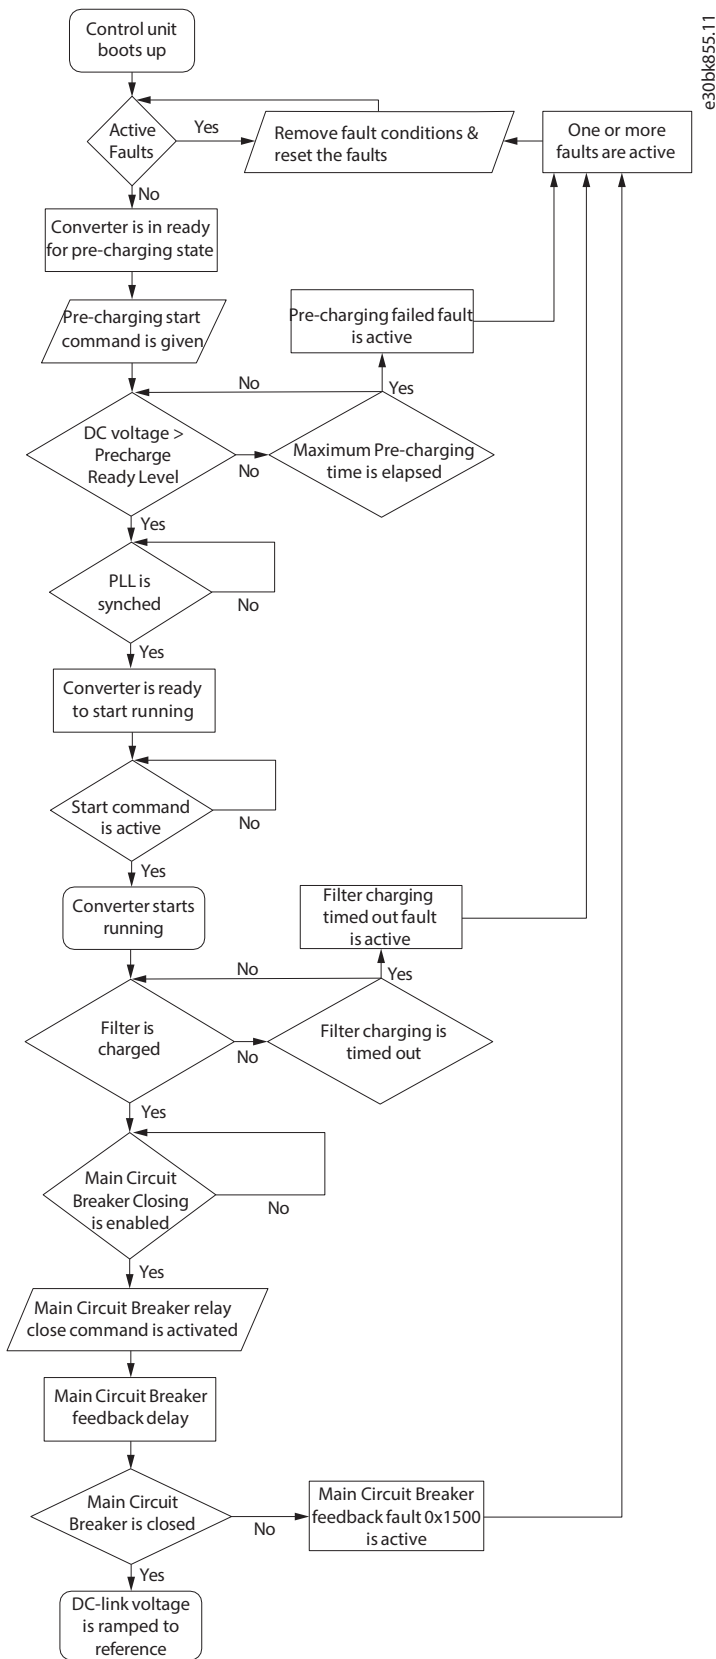 e30bk855.11
Control unit
boots up
Active
Faults
Yes
Remove fault conditions &
reset the faults
One or more
faults are active
No
Converter is in ready
for pre-charging state
Pre-charging start
command is given
Pre-charging failed fault
is active
No
Yes
DC voltage >
Precharge
Ready Level
No
Maximum Pre-charging
time is elapsed
Yes
PLL is
synched
No
Yes
Converter is ready
to start running
Start command
is active
No
Yes
Converter starts
running
Filter charging
timed out fault
is active
No
Yes
Filter is
charged
No
Filter charging is
timed out
Yes
Main Circuit
Breaker Closing
is enabled
No
Yes
Main Circuit Breaker relay
close command is activated
Main Circuit Breaker
feedback delay
Main Circuit
Breaker is closed
No
Main Circuit Breaker
feedback fault 0x1500
is active
Yes
DC-link voltage
is ramped to
reference